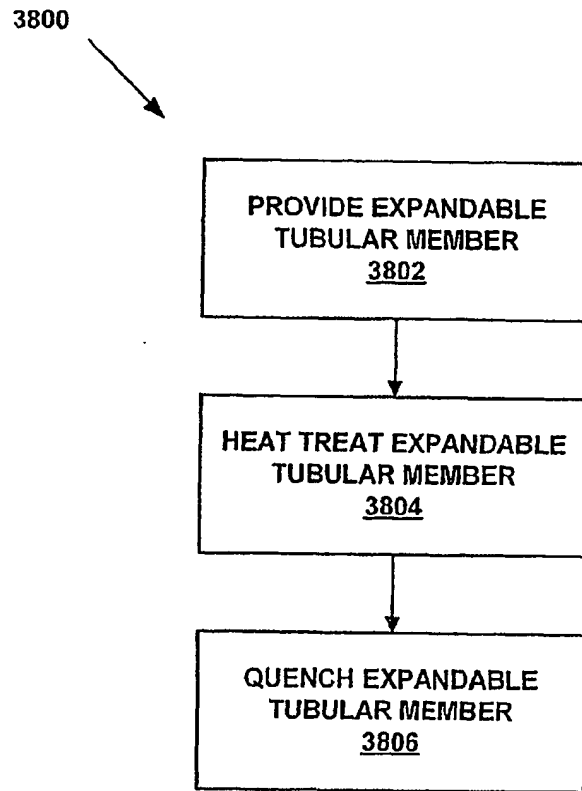 3800
PROVIDE EXPANDABLE
TUBULAR MEMBER
3802
HEAT TREAT EXPANDABLE
TUBULAR MEMBER
3804
QUENCH EXPANDABLE
TUBULAR MEMBER
3806